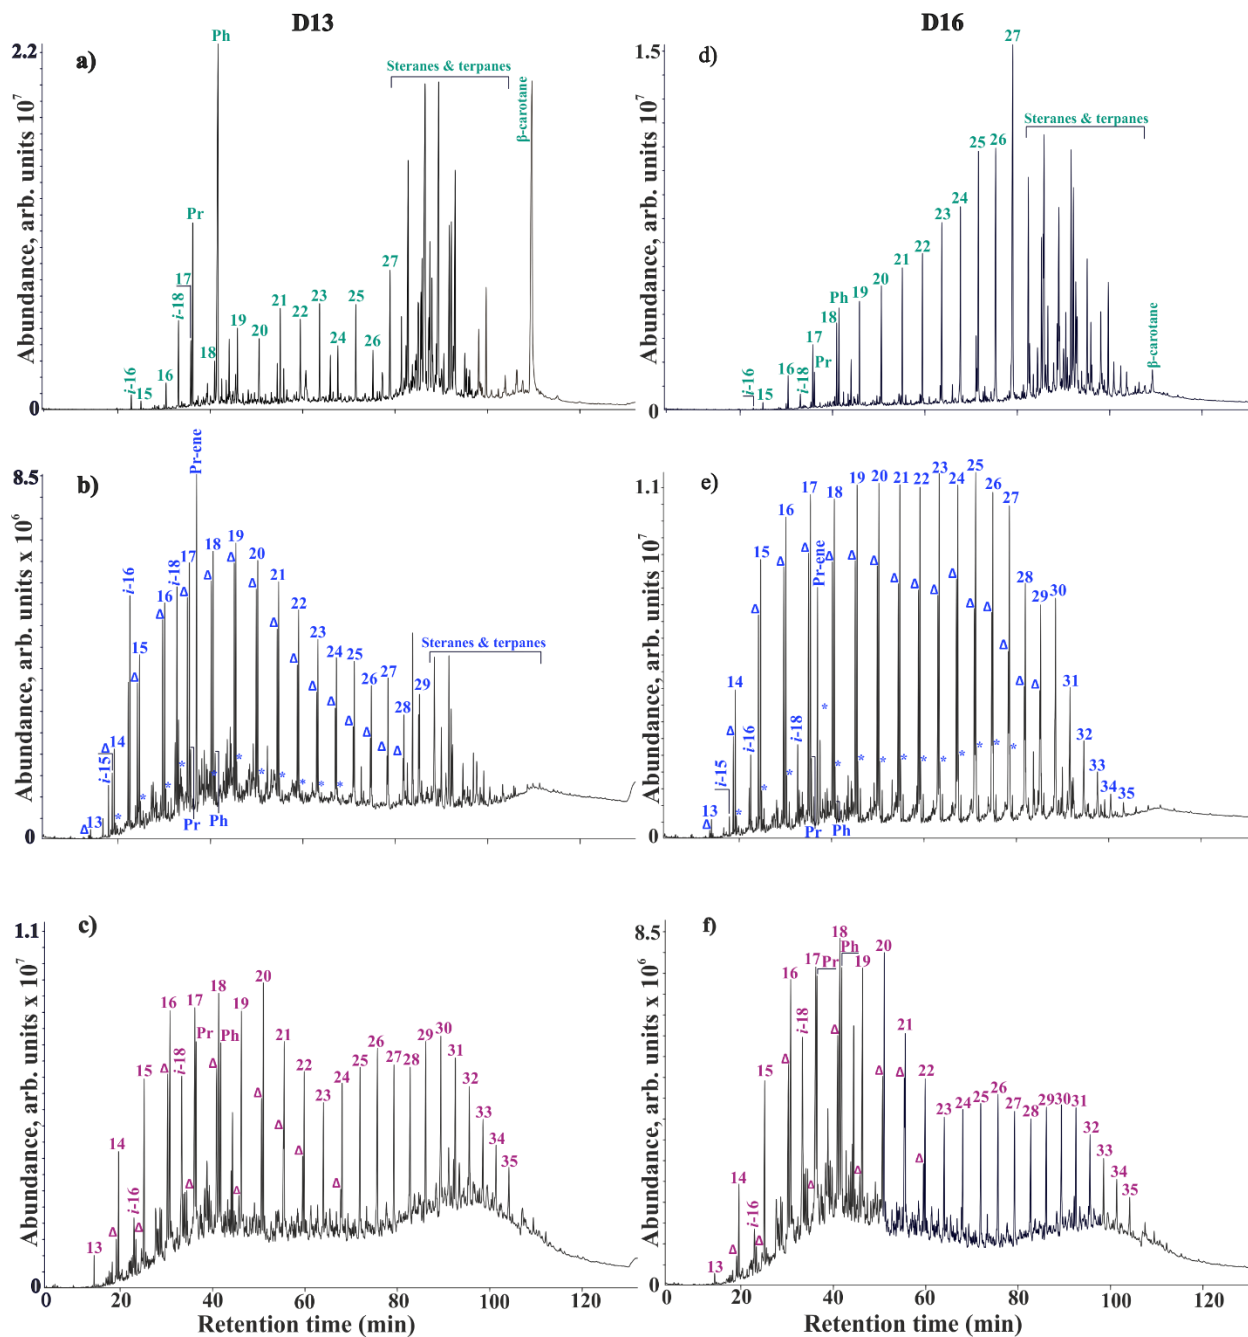 D13
D16
a)
2.2
0
Abundance, arb. units 10⁷
i-16
15
16
i-18
17
Pr
18
Ph
19
20
21
22
23
24
25
26
27
Steranes & terpanes
β-carotane
d)
1.5
0
Abundance, arb. units 10⁷
i-16
15
16
i-18
17
Pr
18
Ph
19
20
21
22
23
24
25
26
27
Steranes & terpanes
β-carotane
b)
8.5
0
Abundance, arb. units x 10⁶
Δ
13
i-15
Δ
14
*
i-16
Δ
15
*
Δ
16
*
i-18
*
Δ
17
Pr
Pr-ene
Δ
18
*
Ph
Δ
19
*
Δ
20
*
Δ
21
*
Δ
22
*
Δ
23
*
Δ
24
*
Δ
25
Δ
26
Δ
27
Δ
28
29
Steranes & terpanes
e)
1.1
0
Abundance, arb. units 10⁷
Δ
13
i-15
Δ
14
*
i-16
Δ
15
*
Δ
16
*
i-18
Δ
17
Pr
Pr-ene
*
Δ
18
*
Ph
Δ
19
*
Δ
20
*
Δ
21
*
Δ
22
*
Δ
23
*
Δ
24
*
Δ
25
*
Δ
26
*
Δ
27
*
Δ
28
Δ
29
30
31
32
33
34
35
c)
1.1
0
Abundance, arb. units x 10⁷
13
Δ
14
i-16
Δ
15
Δ
16
i-18
Δ
17
Pr
Δ
18
Ph
Δ
19
Δ
20
Δ
21
Δ
22
23
Δ
24
25
26
27
28
29
30
31
32
33
34
35
0 20 40 60 80 100 120
Retention time (min)
f)
8.5
0
Abundance, arb. units x 10⁶
13
Δ
14
i-16
Δ
15
Δ
16
i-18
Δ
17
Pr
Δ
18
Ph
Δ
19
Δ
20
Δ
21
Δ
22
23
24
25
26
27
28
29
30
31
32
33
34
35
20 40 60 80 100 120
Retention time (min)